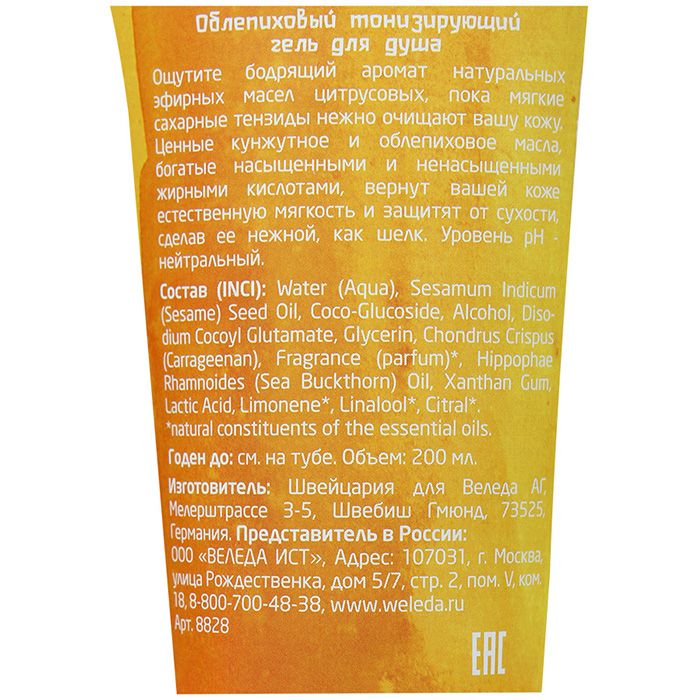 Облепиховый тонизирующий
гель для душа
Ощутите бодрящий аромат натуральных
эфирных масел цитрусовых, пока мягкие
сахарные тензиды нежно очищают вашу кожу.
Ценные кунжутное и облепиховое масла,
богатые насыщенными и ненасыщенными
жирными кислотами, вернут вашей коже
естественную мягкость и защитят от сухости,
сделав ее нежной, как шелк. Уровень pH -
нейтральный.
Состав (INCI): Water (Aqua), Sesamum Indicum
(Sesame) Seed Oil, Coco-Glucoside, Alcohol, Diso-
dium Cocoyl Glutamate, Glycerin, Chondrus Crispus
(Carrageenan), Fragrance (parfum)*, Hippophae
Rhamnoides (Sea Buckthorn) Oil, Xanthan Gum,
Lactic Acid, Limonene*, Linalool*, Citral*.
*natural constituents of the essential oils.
Годен до: см. на тубе. Объем: 200 мл.
Изготовитель: Швейцария для Веледа АГ,
Мелерштрассе 3-5, Швебиш Гмюнд, 73525,
Германия. Представитель в России:
ООО «ВЕЛЕДА ИСТ», Адрес: 107031, г. Москва,
улица Рождественка, дом 5/7, стр. 2, пом. V, ком.
18, 8-800-700-48-38, www.weleda.ru
Арт. 8828
EAC